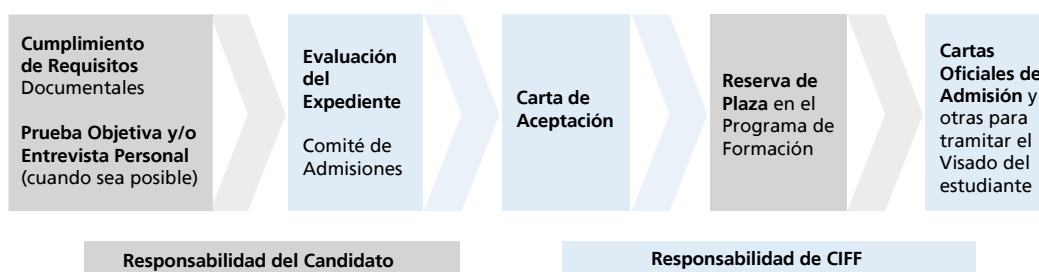 Cumplimiento
de Requisitos
Documentales
Prueba Objetiva y/o
Entrevista Personal
(cuando sea posible)
Evaluación
del
Expediente
Comité de
Admisiones
Carta de
Aceptación
Reserva de
Plaza en el
Programa de
Formación
Cartas
Oficiales de
Admisión y
otras para
tramitar el
Visado del
estudiante
Responsabilidad del Candidato
Responsabilidad de CIFF